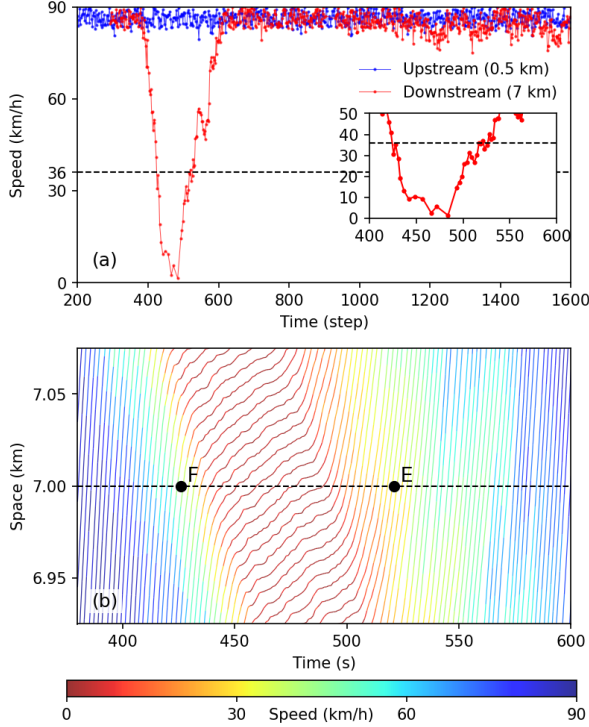 90
60
36
30
0
Speed (km/h)
Upstream (0.5 km)
Downstream (7 km)
50
40
30
20
10
0
400 450 500 550 600
(a)
200 400 600 800 1000 1200 1400 1600
Time (step)
7.05
7.00
6.95
Space (km)
F
E
(b)
400 450 500 550 600
Time (s)
0 30 60 90
Speed (km/h)